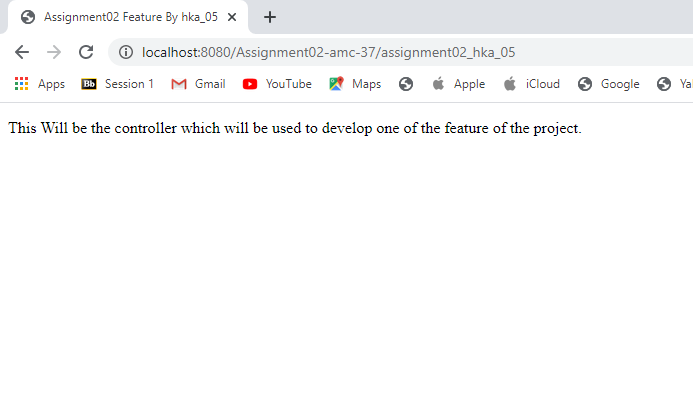 Assignment02 Feature By hka_05
localhost:8080/Assignment02-amc-37/assignment02_hka_05
Apps Bb Session 1 Gmail YouTube Maps Apple iCloud Google Ya
This Will be the controller which will be used to develop one of the feature of the project.